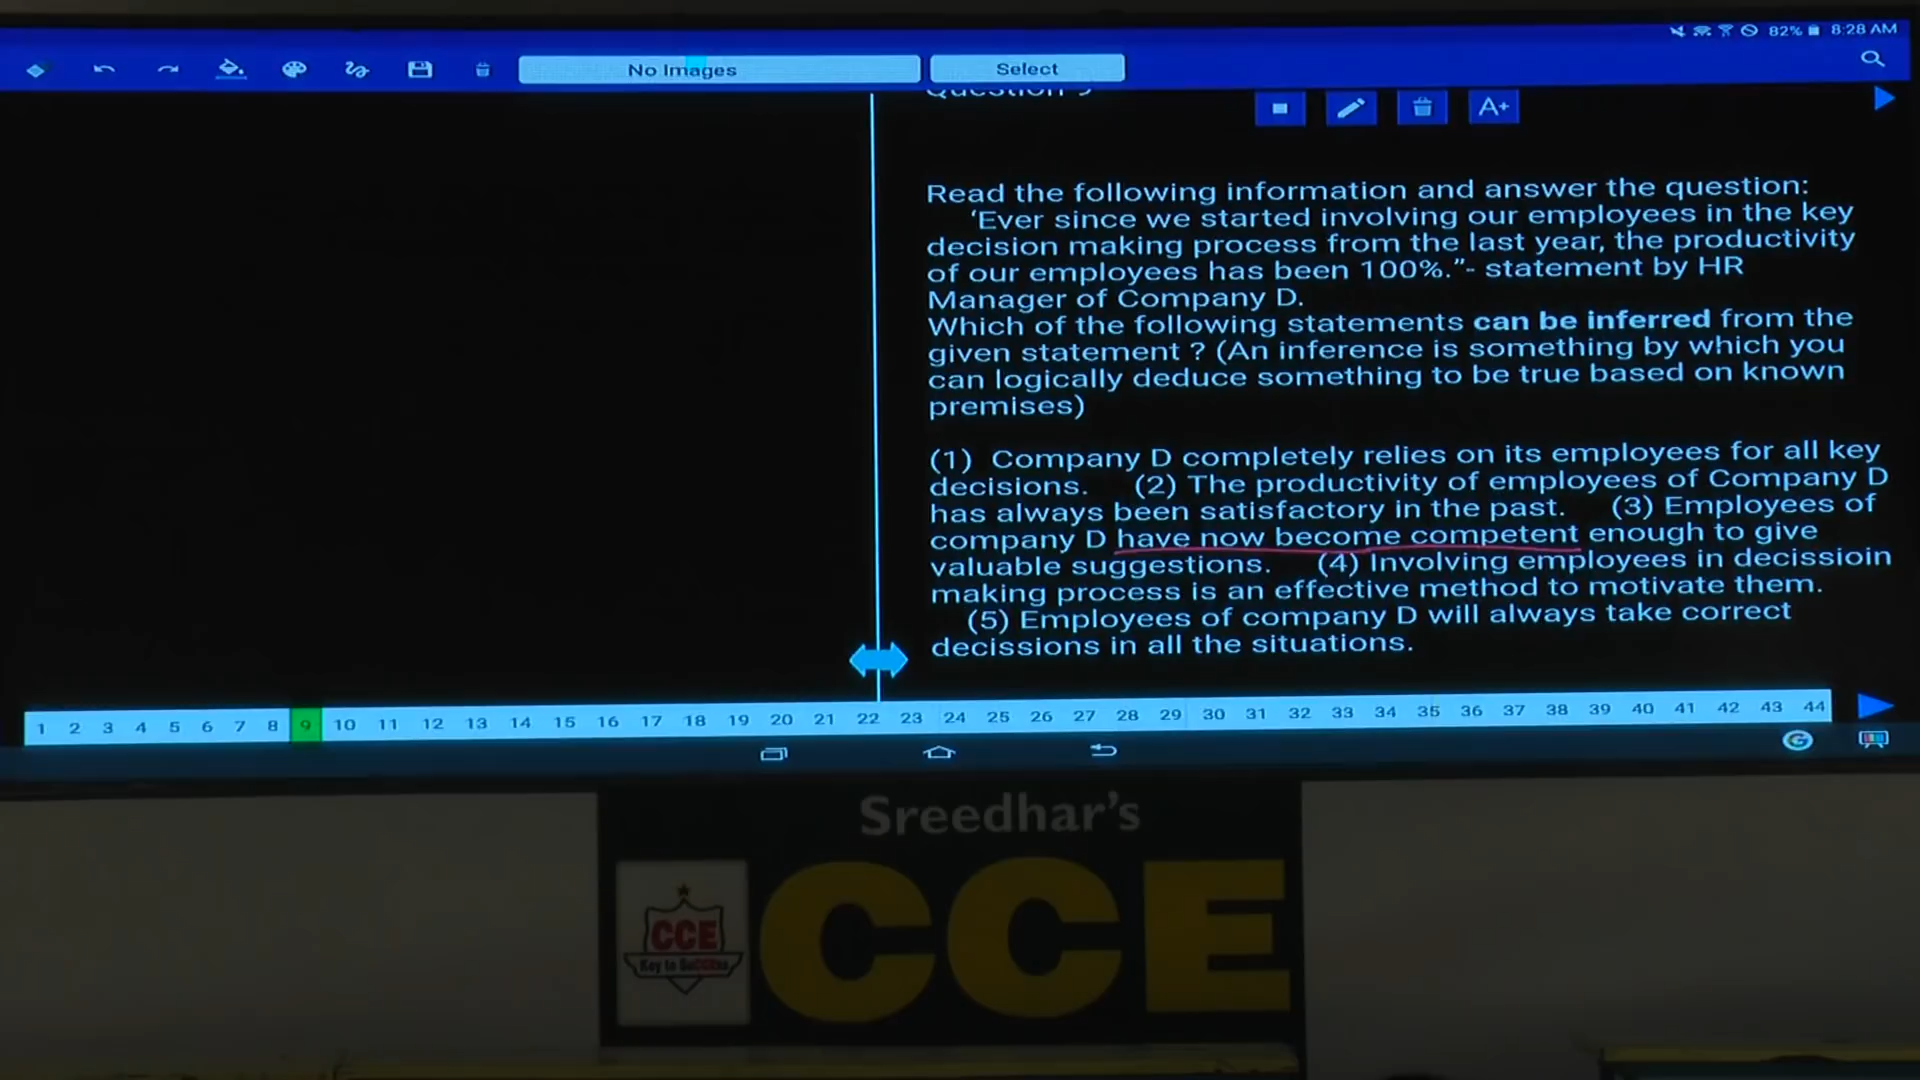 82% 8:28 AM
No Images
Select
Question 9
A+
Read the following information and answer the question:
‘Ever since we started involving our employees in the key
decision making process from the last year, the productivity
of our employees has been 100%.”- statement by HR
Manager of Company D.
Which of the following statements can be inferred from the
given statement ? (An inference is something by which you
can logically deduce something to be true based on known
premises)
(1) Company D completely relies on its employees for all key
decisions. (2) The productivity of employees of Company D
has always been satisfactory in the past. (3) Employees of
company D have now become competent enough to give
valuable suggestions. (4) Involving employees in decissioin
making process is an effective method to motivate them.
(5) Employees of company D will always take correct
decissions in all the situations.
1 2 3 4 5 6 7 8 9 10 11 12 13 14 15 16 17 18 19 20 21 22 23 24 25 26 27 28 29 30 31 32 33 34 35 36 37 38 39 40 41 42 43 44
Sreedhar's
CCE
CCE
Key to Success